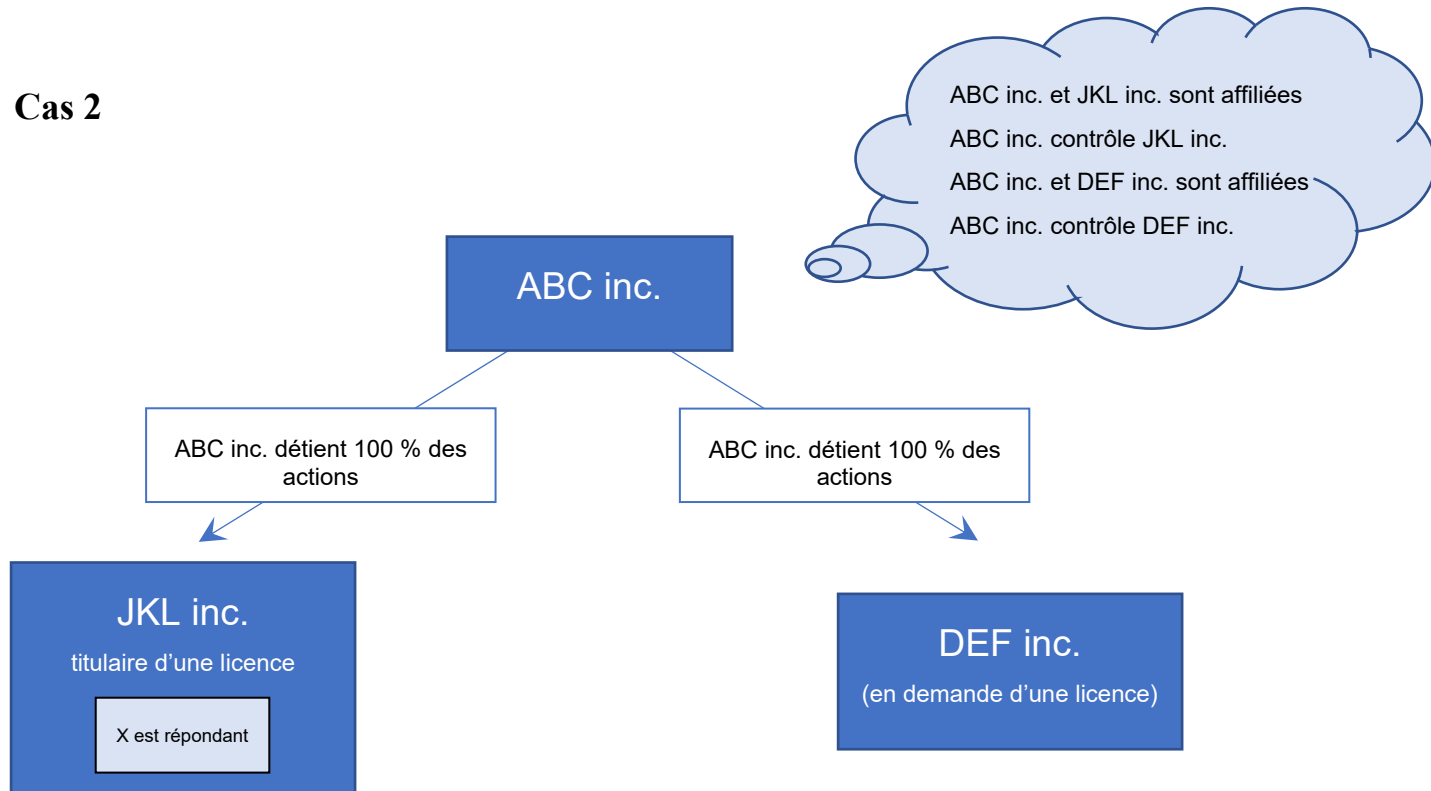 Cas 2
ABC inc. et JKL inc. sont affiliées
ABC inc. contrôle JKL inc.
ABC inc. et DEF inc. sont affiliées
ABC inc. contrôle DEF inc.
ABC inc.
ABC inc. détient 100 % des
actions
ABC inc. détient 100 % des
actions
JKL inc.
titulaire d’une licence
X est répondant
DEF inc.
(en demande d’une licence)